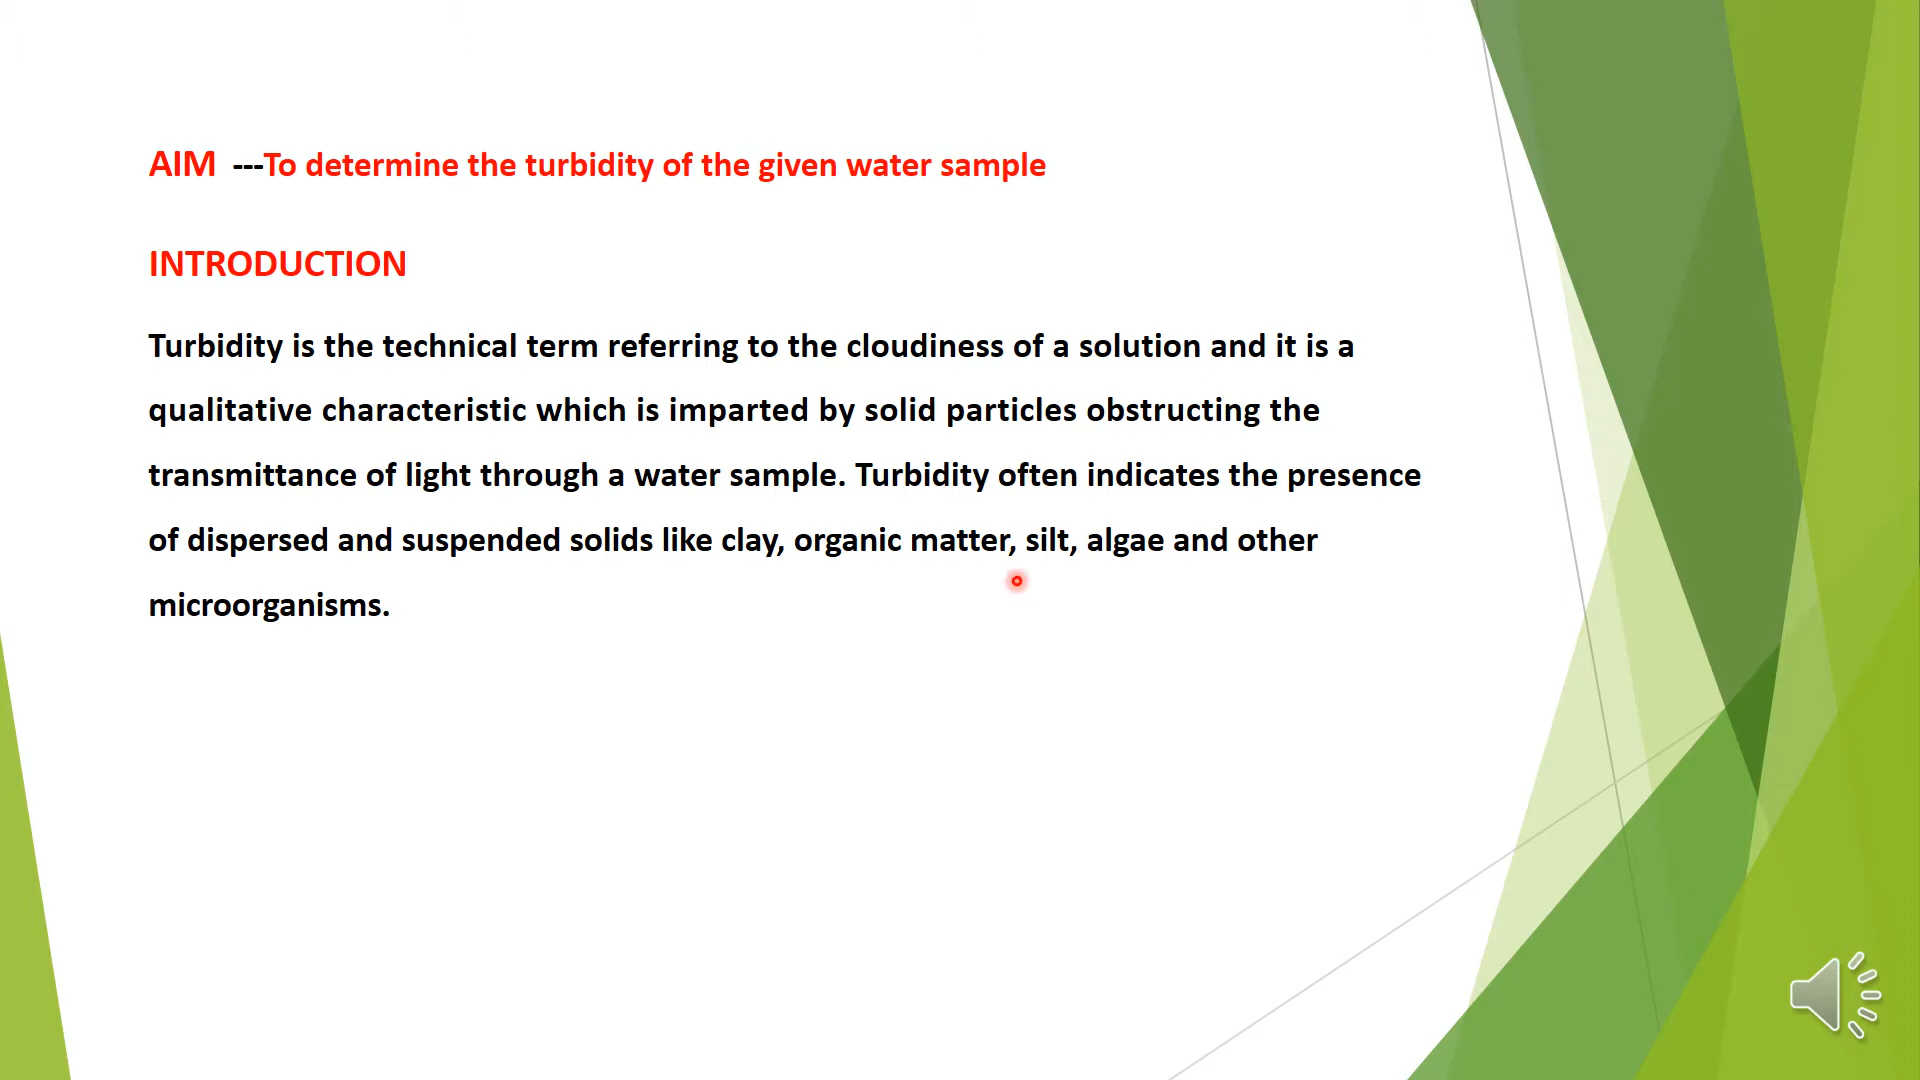 AIM ---To determine the turbidity of the given water sample
INTRODUCTION
Turbidity is the technical term referring to the cloudiness of a solution and it is a
qualitative characteristic which is imparted by solid particles obstructing the
transmittance of light through a water sample. Turbidity often indicates the presence
of dispersed and suspended solids like clay, organic matter, silt, algae and other
microorganisms.